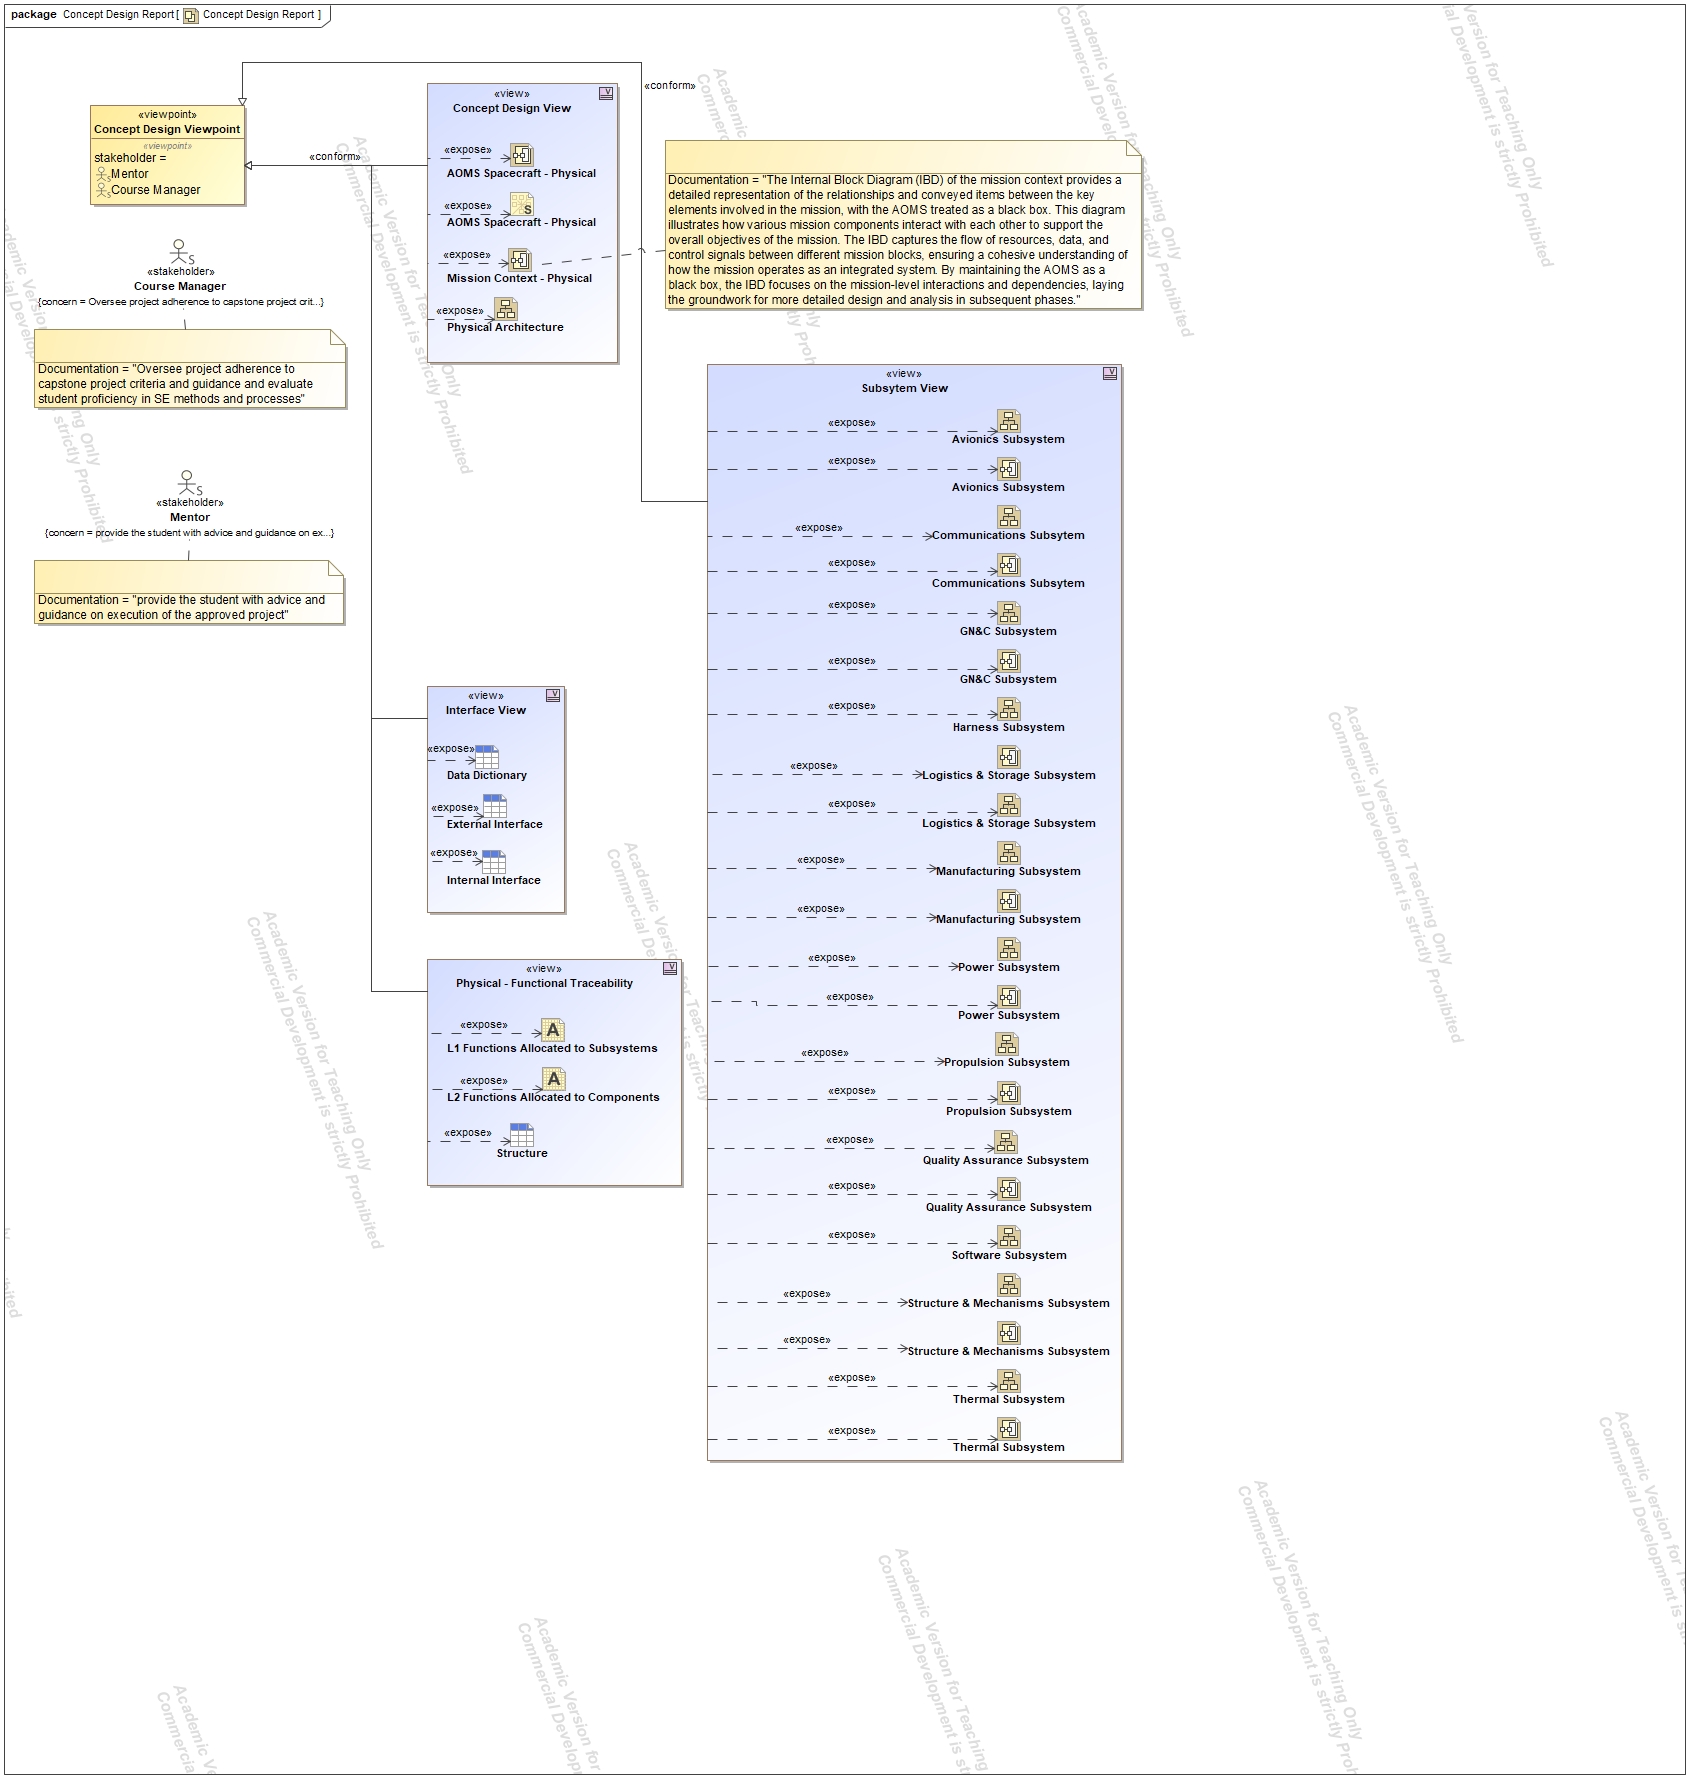 package Concept Design Report [ Concept Design Report ]
«conform»
«viewpoint»
Concept Design Viewpoint
«viewpoint»
stakeholder =
Mentor
Course Manager
«conform»
«stakeholder»
Course Manager
{concern = Oversee project adherence to capstone project crit...}
Documentation = "Oversee project adherence to
capstone project criteria and guidance and evaluate
student proficiency in SE methods and processes"
«stakeholder»
Mentor
{concern = provide the student with advice and guidance on ex...}
Documentation = "provide the student with advice and
guidance on execution of the approved project"
«view»
Concept Design View
«expose»
AOMS Spacecraft - Physical
«expose»
AOMS Spacecraft - Physical
«expose»
Mission Context - Physical
«expose»
Physical Architecture
Documentation = "The Internal Block Diagram (IBD) of the mission context provides a
detailed representation of the relationships and conveyed items between the key
elements involved in the mission, with the AOMS treated as a black box. This diagram
illustrates how various mission components interact with each other to support the
overall objectives of the mission. The IBD captures the flow of resources, data, and
control signals between different mission blocks, ensuring a cohesive understanding of
how the mission operates as an integrated system. By maintaining the AOMS as a
black box, the IBD focuses on the mission-level interactions and dependencies, laying
the groundwork for more detailed design and analysis in subsequent phases."
«view»
Interface View
«expose»
Data Dictionary
«expose»
External Interface
«expose»
Internal Interface
«view»
Physical - Functional Traceability
«expose»
L1 Functions Allocated to Subsystems
«expose»
L2 Functions Allocated to Components
«expose»
Structure
«view»
Subsytem View
«expose»
Avionics Subsystem
«expose»
Avionics Subsystem
«expose»
Communications Subsytem
«expose»
Communications Subsytem
«expose»
GN&C Subsystem
«expose»
GN&C Subsystem
«expose»
Harness Subsystem
«expose»
Logistics & Storage Subsystem
«expose»
Logistics & Storage Subsystem
«expose»
Manufacturing Subsystem
«expose»
Manufacturing Subsystem
«expose»
Power Subsystem
«expose»
Power Subsystem
«expose»
Propulsion Subsystem
«expose»
Propulsion Subsystem
«expose»
Quality Assurance Subsystem
«expose»
Quality Assurance Subsystem
«expose»
Software Subsystem
«expose»
Structure & Mechanisms Subsystem
«expose»
Structure & Mechanisms Subsystem
«expose»
Thermal Subsystem
«expose»
Thermal Subsystem
Academic Version for Teaching Only
Commercial Development is strictly Prohibited